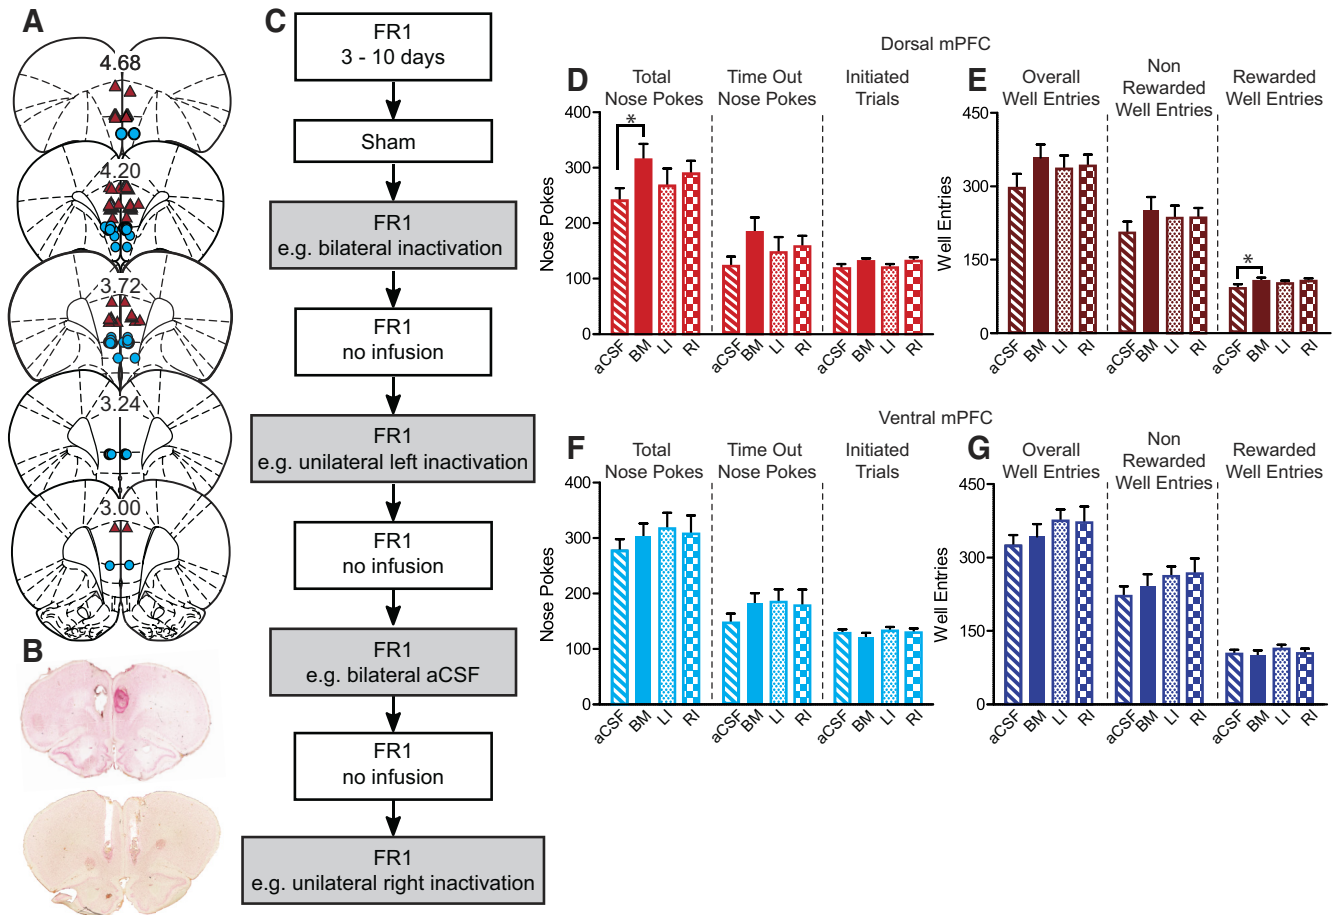 A
4.68
4.20
3.72
3.24
3.00
B
C
FR1
3 - 10 days
Sham
FR1
e.g. bilateral inactivation
FR1
no infusion
FR1
e.g. unilateral left inactivation
FR1
no infusion
FR1
e.g. bilateral aCSF
FR1
no infusion
FR1
e.g. unilateral right inactivation
Dorsal mPFC
D
Total
Nose Pokes
Time Out
Nose Pokes
Initiated
Trials
Nose Pokes
400
300
200
100
0
*
aCSF BM LI RI
aCSF BM LI RI
aCSF BM LI RI
E
Overall
Well Entries
Non
Rewarded
Well Entries
Rewarded
Well Entries
Well Entries
450
300
150
0
*
aCSF BM LI RI
aCSF BM LI RI
aCSF BM LI RI
Ventral mPFC
F
Total
Nose Pokes
Time Out
Nose Pokes
Initiated
Trials
Nose Pokes
400
300
200
100
0
aCSF BM LI RI
aCSF BM LI RI
aCSF BM LI RI
G
Overall
Well Entries
Non
Rewarded
Well Entries
Rewarded
Well Entries
Well Entries
450
300
150
0
aCSF BM LI RI
aCSF BM LI RI
aCSF BM LI RI